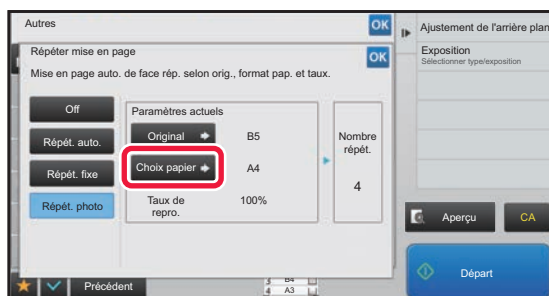 Autres
OK
Répéter mise en page
OK
Mise en page auto. de face rép. selon orig., format pap. et taux.
Off
Répét. auto.
Répét. fixe
Répét. photo
Paramètres actuels
Original
B5
Choix papier
A4
Taux de
repro.
100%
Nombre
répét.
4
Précédent
4 A3
Ajustement de l'arrière plan
Exposition
Sélectionner type/exposition
Aperçu
CA
Départ